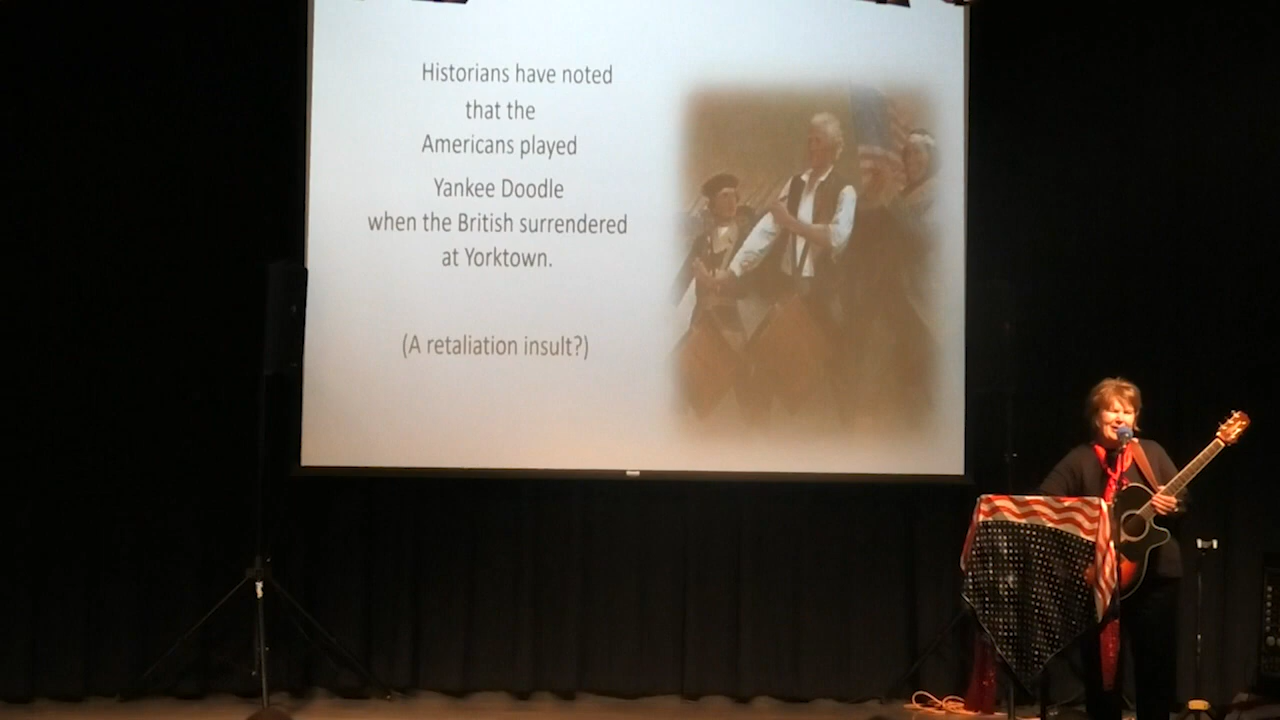 Historians have noted
that the
Americans played
Yankee Doodle
when the British surrendered
at Yorktown.
(A retaliation insult?)